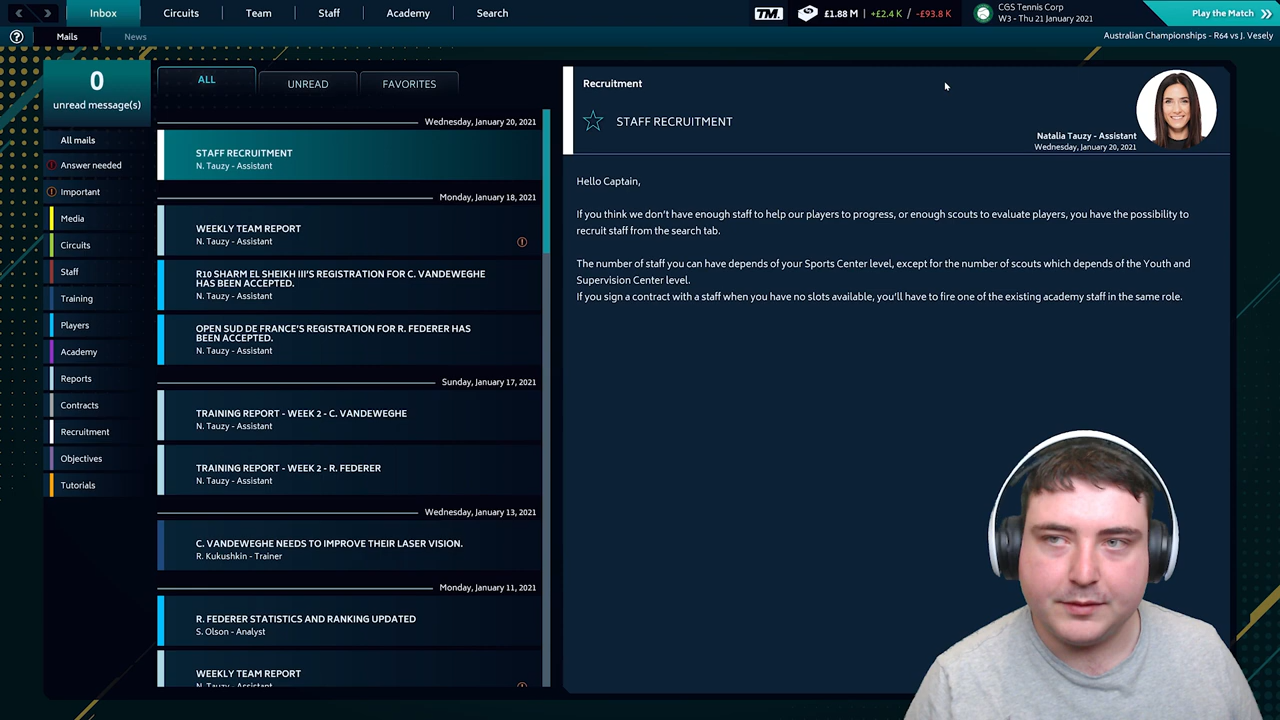 Inbox
Circuits
Team
Staff
Academy
Search
TM.
£1.88 M
+£2.4 K / -£93.8 K
CGS Tennis Corp
W3 - Thu 21 January 2021
Play the Match
?
Mails
News
Australian Championships - R64 vs J. Vesely
0
unread message(s)
All mails
Answer needed
Important
Media
Circuits
Staff
Training
Players
Academy
Reports
Contracts
Recruitment
Objectives
Tutorials
ALL
UNREAD
FAVORITES
Wednesday, January 20, 2021
STAFF RECRUITMENT
N. Tauzy - Assistant
Monday, January 18, 2021
WEEKLY TEAM REPORT
N. Tauzy - Assistant
R10 SHARM EL SHEIKH III'S REGISTRATION FOR C. VANDEWEGHE
HAS BEEN ACCEPTED.
N. Tauzy - Assistant
OPEN SUD DE FRANCE'S REGISTRATION FOR R. FEDERER HAS
BEEN ACCEPTED.
N. Tauzy - Assistant
Sunday, January 17, 2021
TRAINING REPORT - WEEK 2 - C. VANDEWEGHE
N. Tauzy - Assistant
TRAINING REPORT - WEEK 2 - R. FEDERER
N. Tauzy - Assistant
Wednesday, January 13, 2021
C. VANDEWEGHE NEEDS TO IMPROVE THEIR LASER VISION.
R. Kukushkin - Trainer
Monday, January 11, 2021
R. FEDERER STATISTICS AND RANKING UPDATED
S. Olson - Analyst
WEEKLY TEAM REPORT
N. Tauzy - Assistant
Recruitment
STAFF RECRUITMENT
Natalia Tauzy - Assistant
Wednesday, January 20, 2021
Hello Captain,
If you think we don't have enough staff to help our players to progress, or enough scouts to evaluate players, you have the possibility to
recruit staff from the search tab.
The number of staff you can have depends of your Sports Center level, except for the number of scouts which depends of the Youth and
Supervision Center level.
If you sign a contract with a staff when you have no slots available, you'll have to fire one of the existing academy staff in the same role.